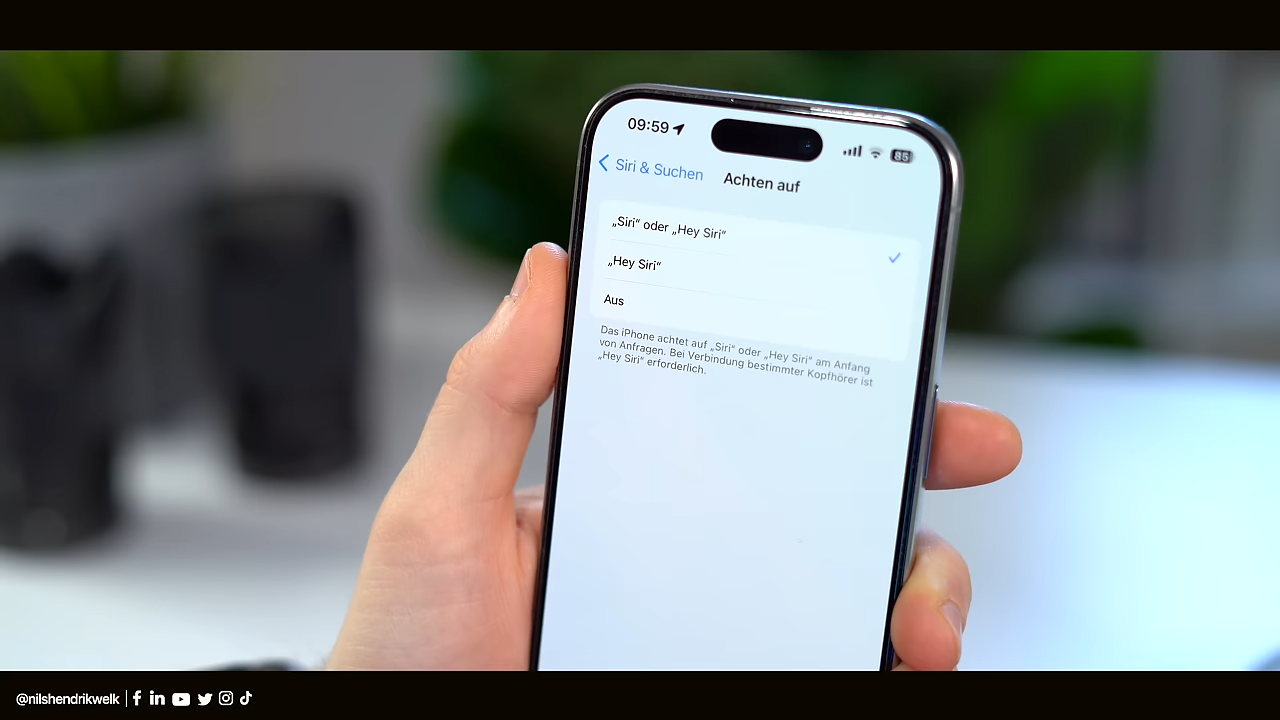 09:59
85
Siri & Suchen
Achten auf
„Siri“ oder „Hey Siri“
„Hey Siri“
Aus
Das iPhone achtet auf „Siri“ oder „Hey Siri“ am Anfang
von Anfragen. Bei Verbindung bestimmter Kopfhörer ist
„Hey Siri“ erforderlich.
@nilshendrikwelk